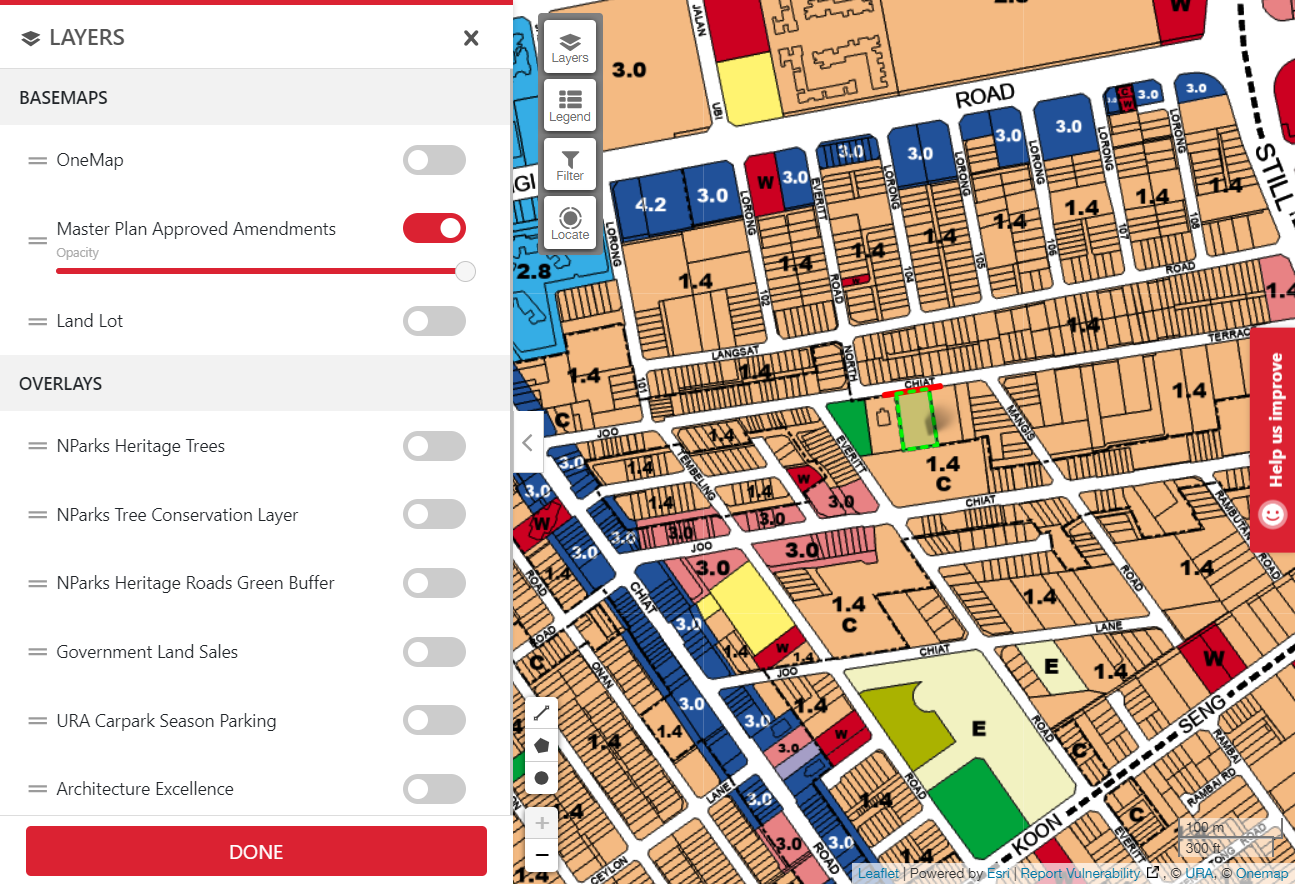 LAYERS
BASEMAPS
OneMap
Master Plan Approved Amendments
Opacity
Land Lot
OVERLAYS
NParks Heritage Trees
NParks Tree Conservation Layer
NParks Heritage Roads Green Buffer
Government Land Sales
URA Carpark Season Parking
Architecture Excellence
DONE
Layers
Legend
Filter
Locate
Help us improve
JALAN
W
3.0
UBI
ROAD
3.0
3.0
3.0
3.0
STILL
GI
4.2
3.0
W
3.0
3.0
3.0
LORONG
LORONG
EVERITT
LORONG
LORONG
LORONG
LORONG
LORONG
1.4
1.4
1.4
1.4
1.4
1.4
1.4
1.4
102
ROAD
104
105
106
107
108
2.8
ROAD
1.4
1.4
TERRAC
LANGSAT
NORTH
1.4
1.4
101
CHIAT
1.4
C
JOO
MANGIS
EVERITT
1.4
TEMBELING
1.4
C
3.0
1.4
3.0
1.4
1.4
W
3.0
CHIAT
RAMBUTAN
W
3.0
3.0
3.0
3.0
JOO
3.0
3.0
ROAD
ROAD
1.4
ROAD
1.4
CHIAT
1.4
C
1.4
3.0
LANE
ROAD
C
W
1.4
1.4
CHIAT
JOO
E
1.4
W
ONAN
3.0
1.4
3.0
1.4
W
E
ROAD
SENG
1.4
3.0
C
RAMBAI
ROAD
RAMBAI RD
LANE
3.0
1.4
1.4
C
KOON
EVERITT
3.0
3.0
ROAD
1.4
1.4
CEYLON
100 m
300 ft
Leaflet | Powered by Esri | Report Vulnerability , © URA, © Onemap